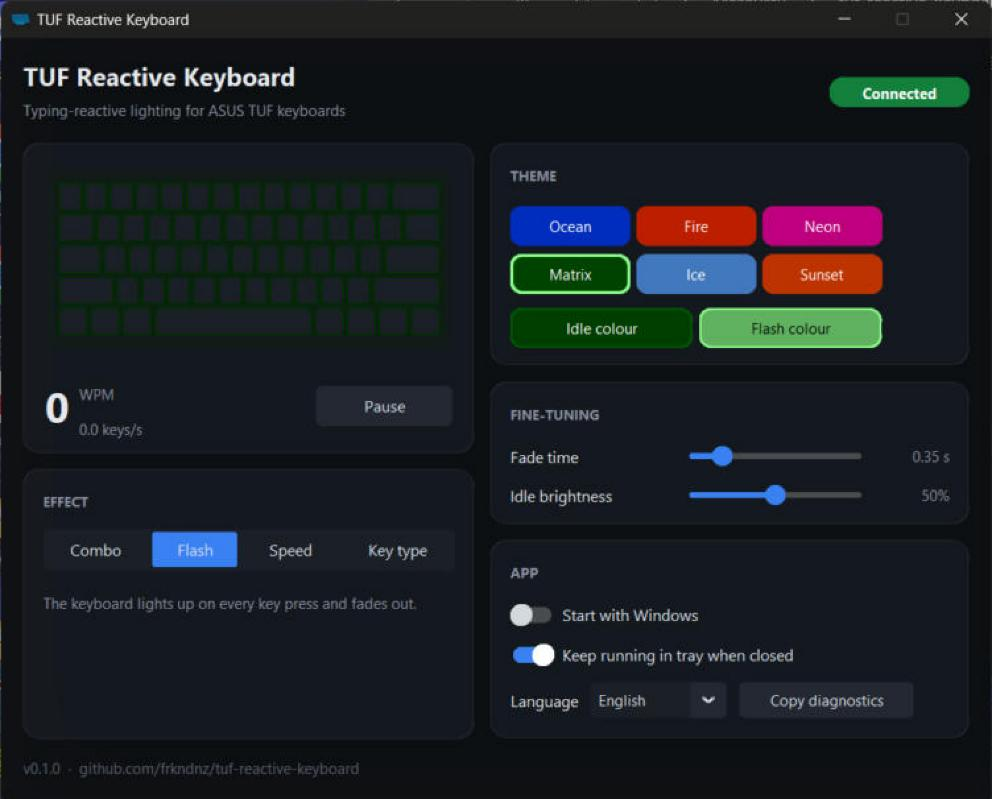 TUF Reactive Keyboard
TUF Reactive Keyboard
Typing-reactive lighting for ASUS TUF keyboards
Connected
0
WPM
0.0 keys/s
Pause
EFFECT
Combo Flash Speed Key type
The keyboard lights up on every key press and fades out.
THEME
Ocean Fire Neon
Matrix Ice Sunset
Idle colour Flash colour
FINE-TUNING
Fade time 0.35 s
Idle brightness 50%
APP
Start with Windows
Keep running in tray when closed
Language English Copy diagnostics
v0.1.0 · github.com/frkndnz/tuf-reactive-keyboard